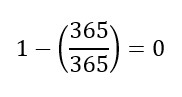 1 − (365/365) = 0